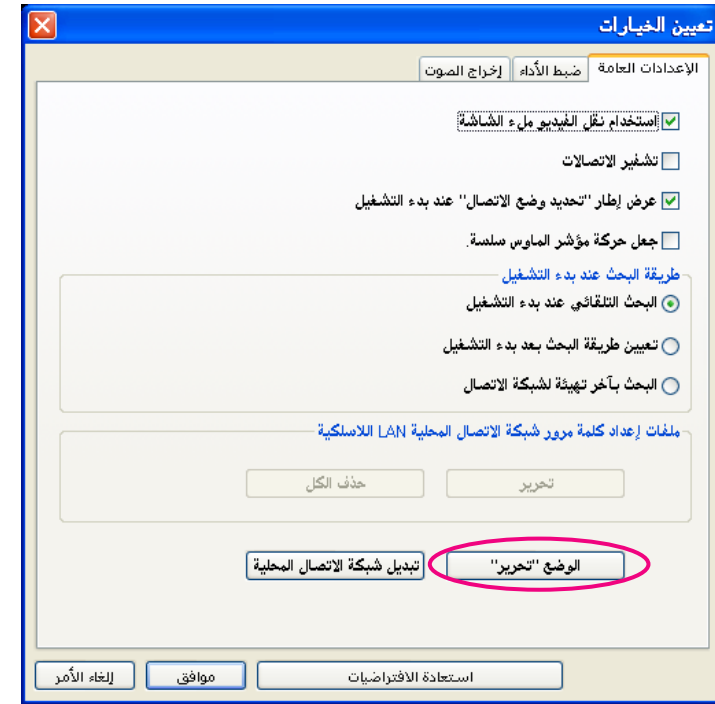 تعيين الخيارات
الإعدادات العامة
ضبط الأداء
إخراج الصوت
استخدام نقل الفيديو ملء الشاشة
تشفير الاتصالات
عرض إطار "تحديد وضع الاتصال" عند بدء التشغيل
جعل حركة مؤشر الماوس سلسة.
طريقة البحث عند بدء التشغيل
البحث التلقائي عند بدء التشغيل
تعيين طريقة البحث بعد بدء التشغيل
البحث بآخر تهيئة لشبكة الاتصال
ملفات إعداد كلمة مرور شبكة الاتصال المحلية LAN اللاسلكية
تحرير
حذف الكل
الوضع "تحرير"
تبديل شبكة الاتصال المحلية
استعادة الافتراضيات
موافق
إلغاء الأمر